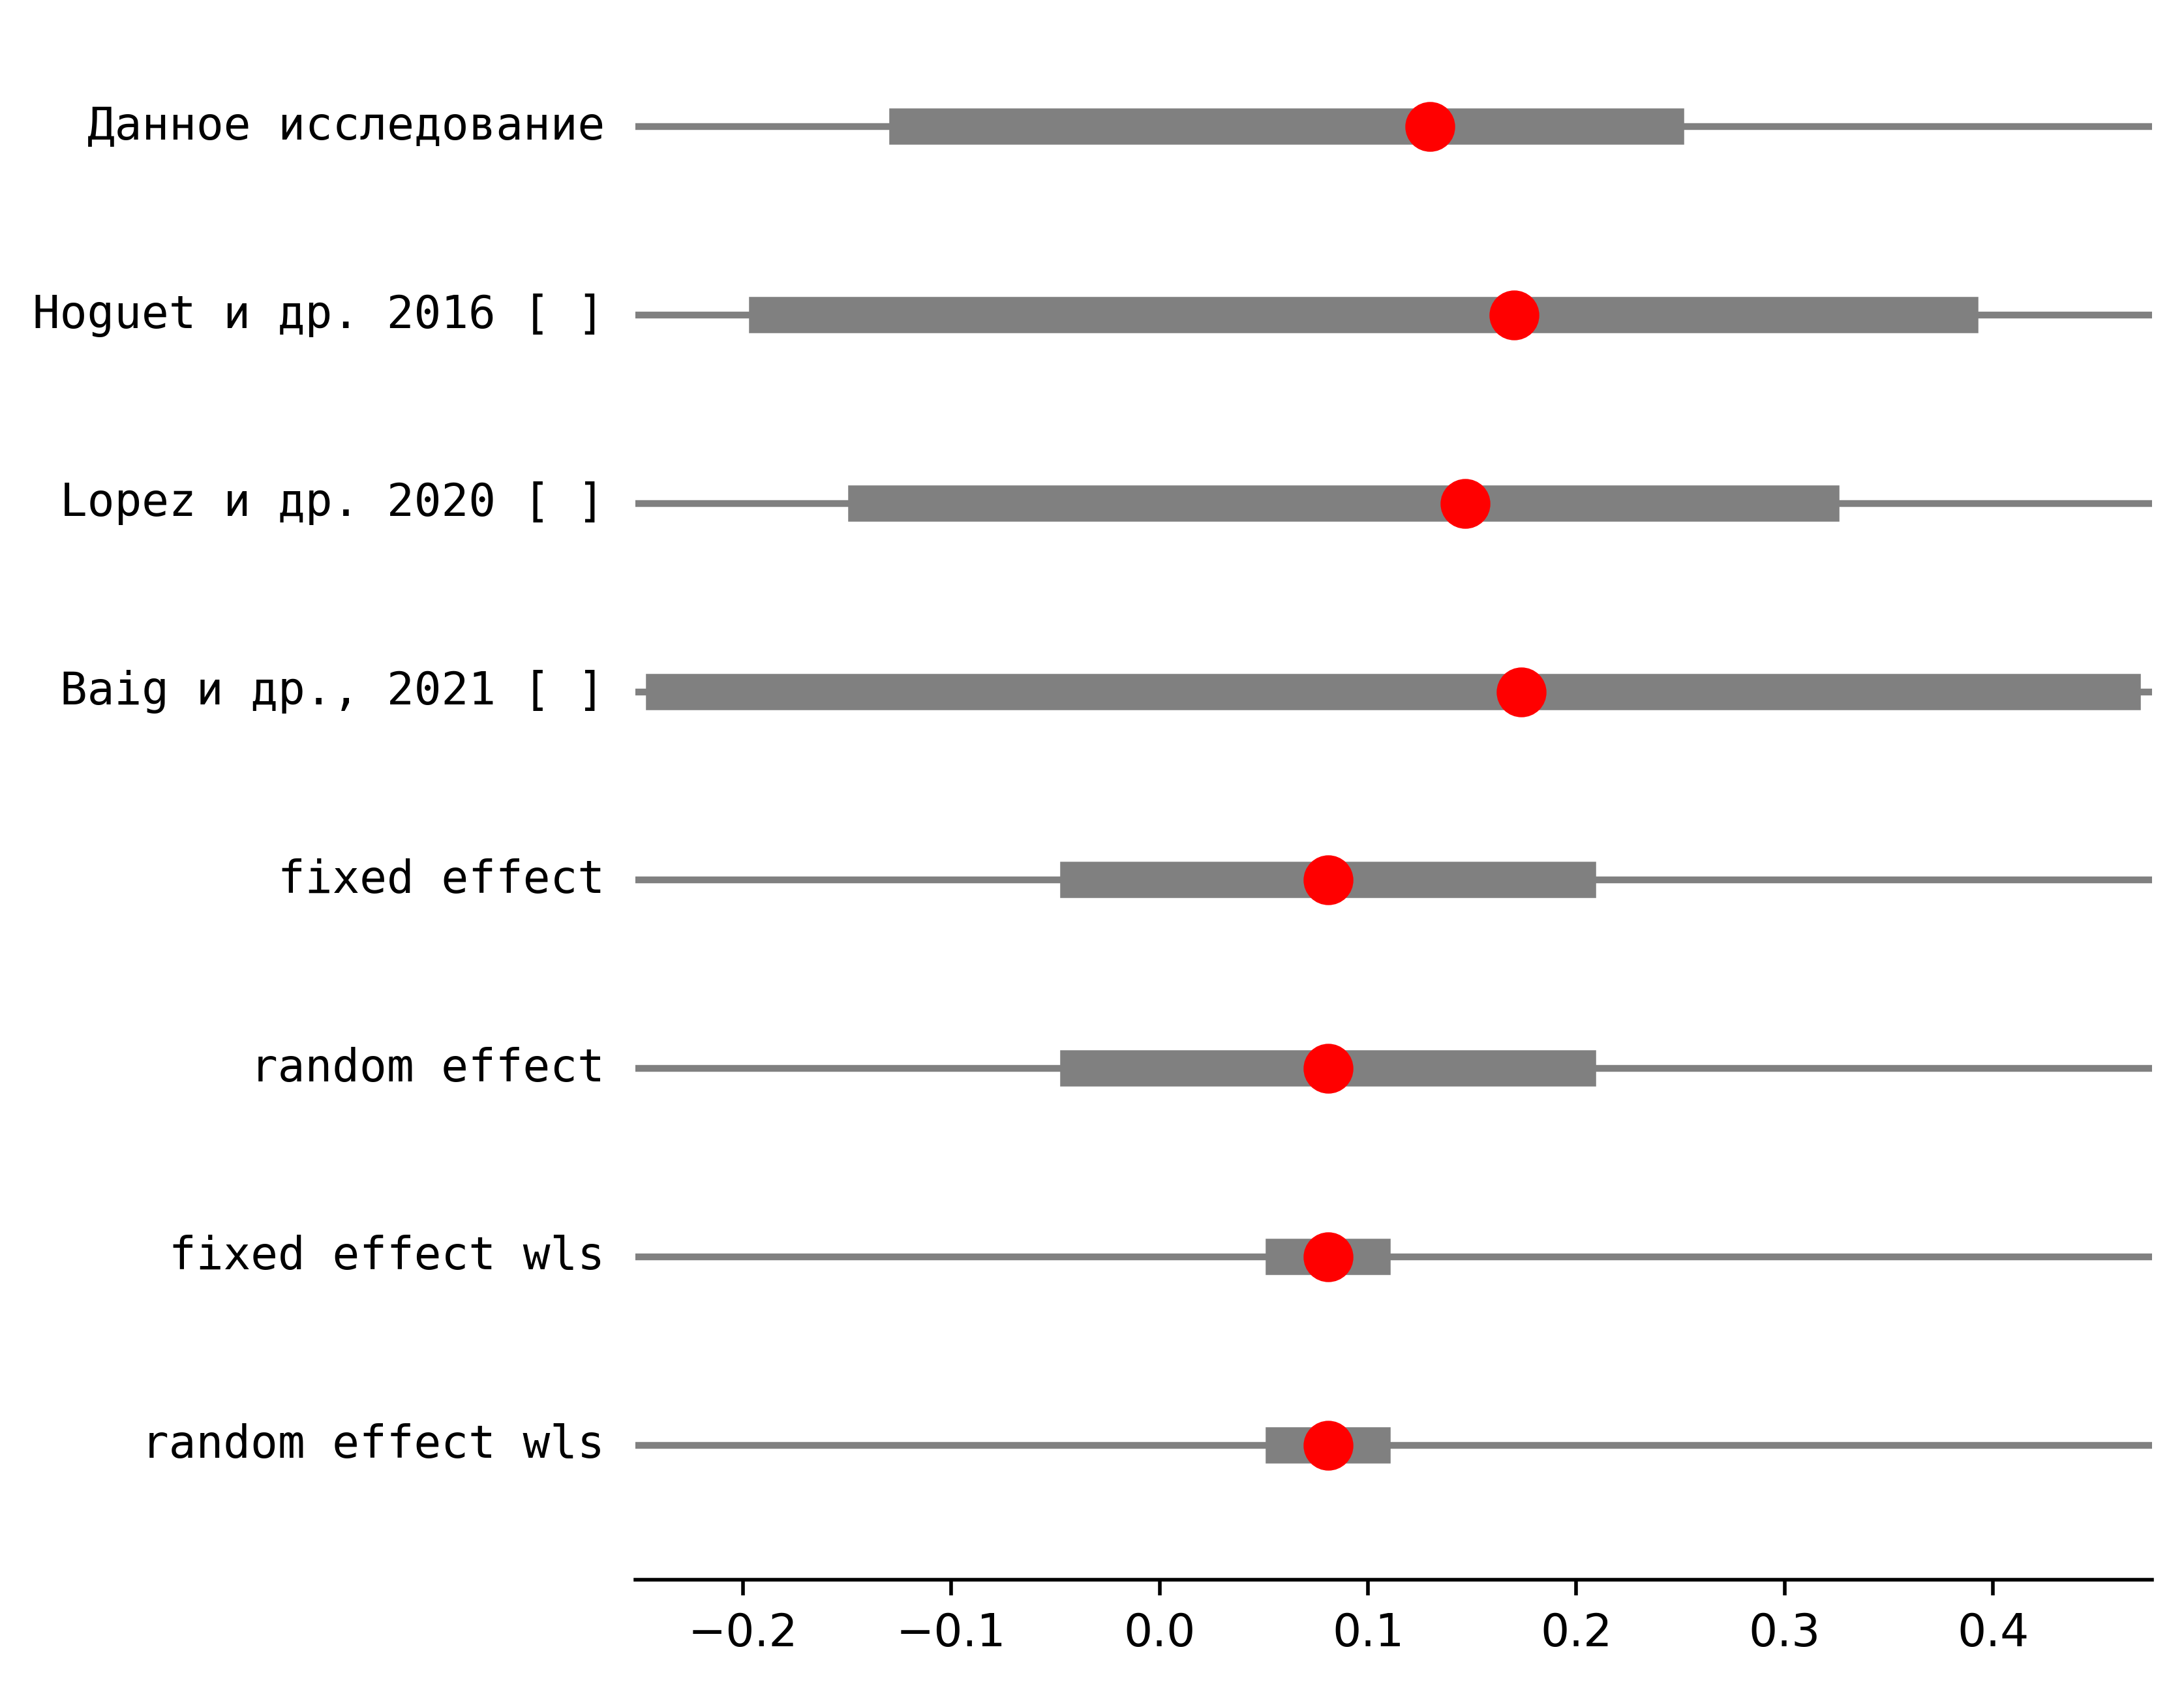 Данное исследование
Hoguet и др. 2016 [ ]
Lopez и др. 2020 [ ]
Baig и др., 2021 [ ]
fixed effect
random effect
fixed effect wls
random effect wls
−0.2 −0.1 0.0 0.1 0.2 0.3 0.4